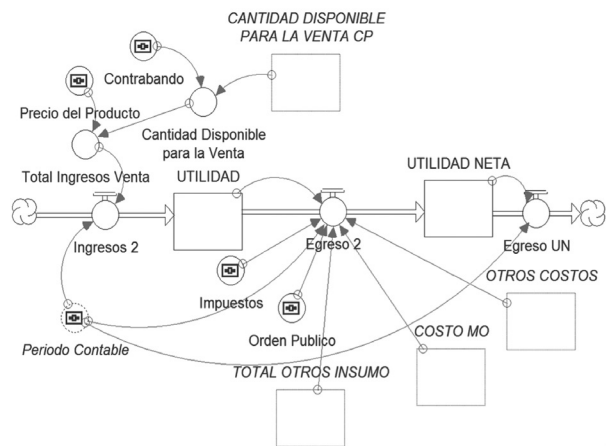 CANTIDAD DISPONIBLE
PARA LA VENTA CP
Contrabando
Precio del Producto
Cantidad Disponible
para la Venta
Total Ingresos Venta
UTILIDAD
UTILIDAD NETA
Ingresos 2
Egreso 2
Egreso UN
Impuestos
OTROS COSTOS
Orden Publico
COSTO MO
Periodo Contable
TOTAL OTROS INSUMO